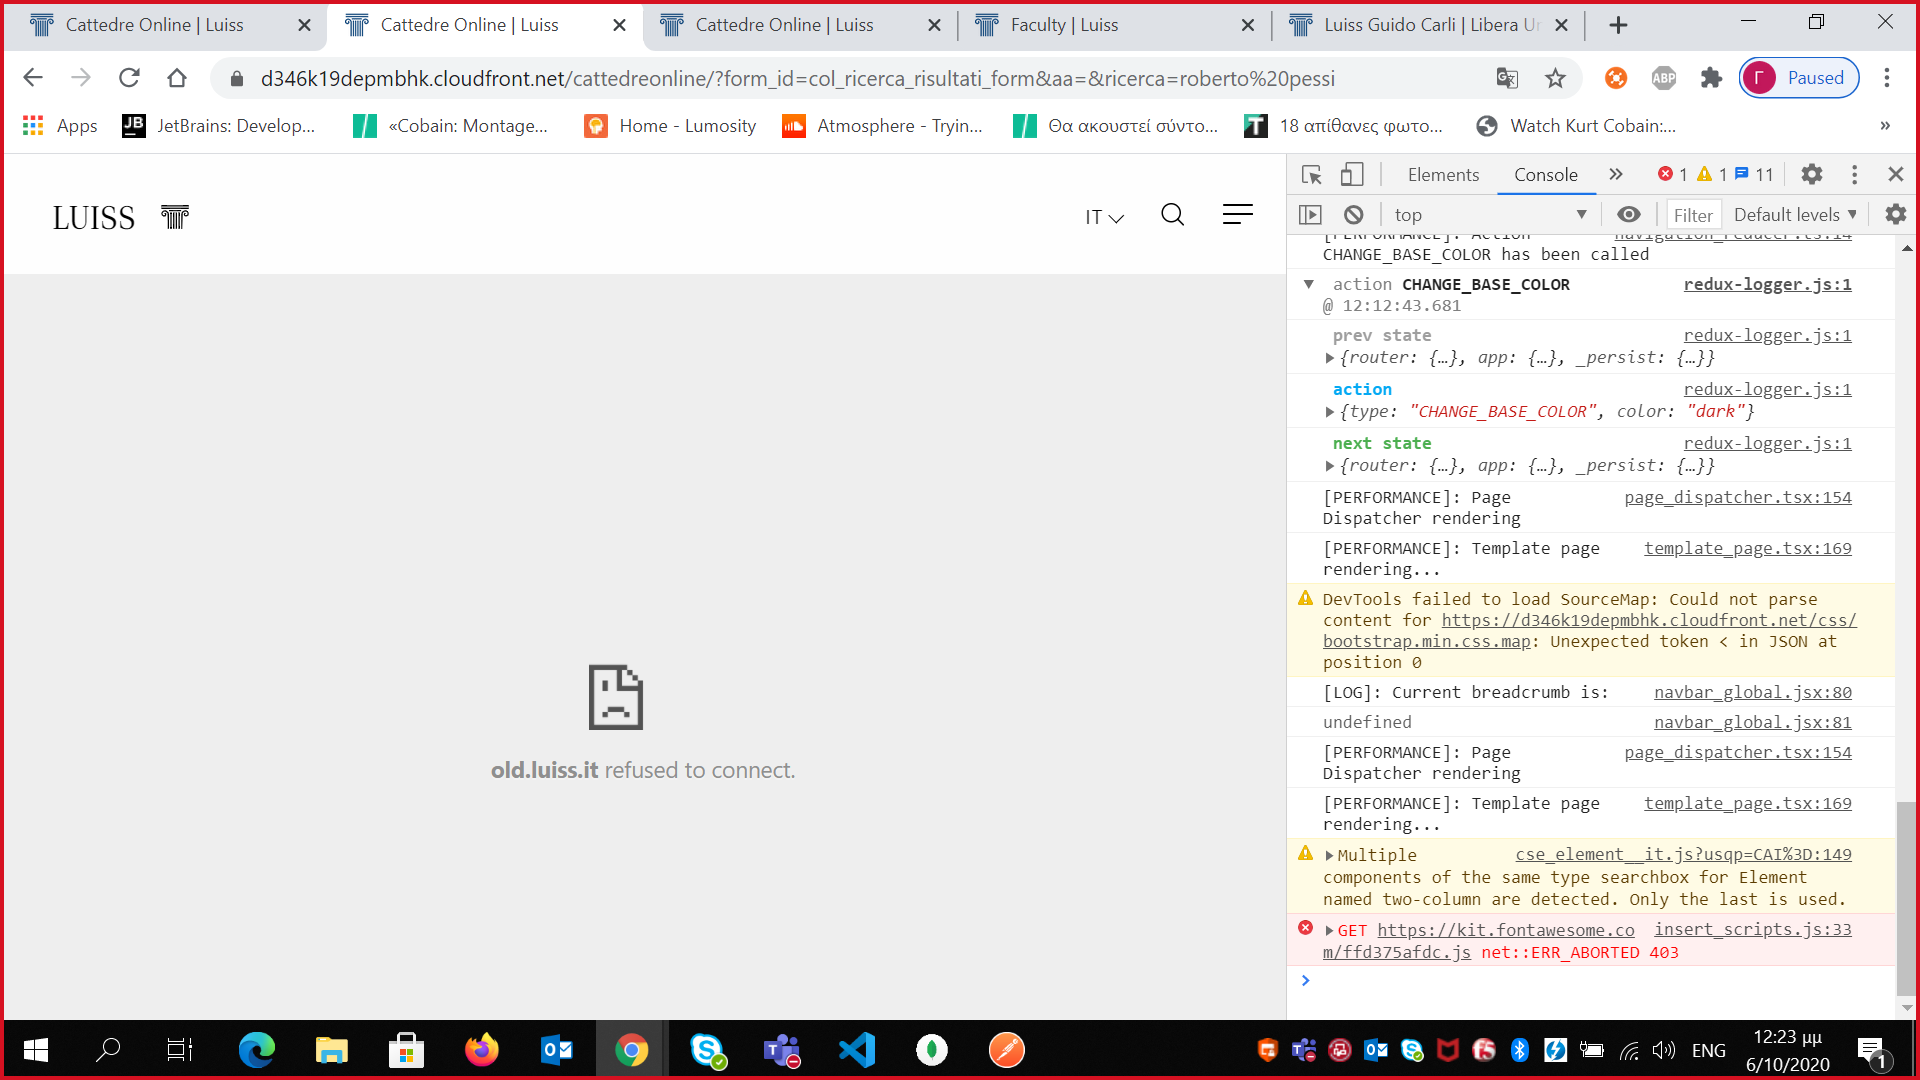 Cattedre Online | Luiss
Cattedre Online | Luiss
Cattedre Online | Luiss
Faculty | Luiss
Luiss Guido Carli | Libera Un
d346k19depmbhk.cloudfront.net/cattedreonline/?form_id=col_ricerca_risultati_form&aa=&ricerca=roberto%20pessi
ABP
Γ Paused
Apps
JB JetBrains: Develop...
«Cobain: Montage...
Home - Lumosity
Atmosphere - Tryin...
Θα ακουστεί σύντο...
18 απίθανες φωτο...
Watch Kurt Cobain:...
»
LUISS
IT
old.luiss.it refused to connect.
Elements
Console
1
1
11
top
Filter
Default levels
[PERFORMANCE]: Action navigation_reducer.ts:14
CHANGE_BASE_COLOR has been called
action CHANGE_BASE_COLOR redux-logger.js:1
@ 12:12:43.681
prev state redux-logger.js:1
{router: {…}, app: {…}, _persist: {…}}
action redux-logger.js:1
{type: "CHANGE_BASE_COLOR", color: "dark"}
next state redux-logger.js:1
{router: {…}, app: {…}, _persist: {…}}
[PERFORMANCE]: Page page_dispatcher.tsx:154
Dispatcher rendering
[PERFORMANCE]: Template page template_page.tsx:169
rendering...
DevTools failed to load SourceMap: Could not parse
content for https://d346k19depmbhk.cloudfront.net/css/
bootstrap.min.css.map: Unexpected token < in JSON at
position 0
[LOG]: Current breadcrumb is: navbar_global.jsx:80
undefined navbar_global.jsx:81
[PERFORMANCE]: Page page_dispatcher.tsx:154
Dispatcher rendering
[PERFORMANCE]: Template page template_page.tsx:169
rendering...
Multiple cse_element__it.js?usqp=CAI%3D:149
components of the same type searchbox for Element
named two-column are detected. Only the last is used.
GET https://kit.fontawesome.co insert_scripts.js:33
m/ffd375afdc.js net::ERR_ABORTED 403
ENG
12:23 μμ
6/10/2020
1